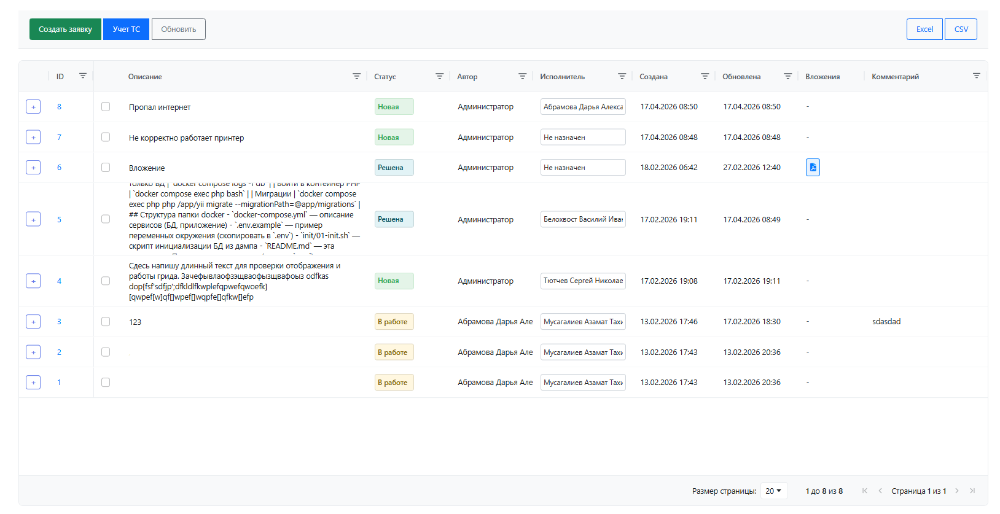 Создать заявку Учет ТС Обновить Excel CSV
ID Описание Статус Автор Исполнитель Создана Обновлена Вложения Комментарий
+ 8 Пропал интернет Новая Администратор Абрамова Дарья Алекса 17.04.2026 08:50 17.04.2026 08:50 -
+ 7 Не корректно работает принтер Новая Администратор Не назначен 17.04.2026 08:48 17.04.2026 08:48 -
+ 6 Вложение Решена Администратор Не назначен 18.02.2026 06:42 27.02.2026 12:40
только БД | `docker compose logs -f db` | | Войти в контейнер PHP
| `docker compose exec php bash` | | Миграции | `docker compose
exec php php /app/yii migrate --migrationPath=@app/migrations` |
## Структура папки docker - `docker-compose.yml` — описание
+ 5 сервисов (БД, приложение) - `.env.example` — пример Решена Администратор Белохвост Василий Иван 17.02.2026 19:11 17.04.2026 08:49 -
переменных окружения (скопировать в `.env`) - `init/01-init.sh` —
скрипт инициализации БД из дампа - `README.md` — эта
Сдесь напишу длинный текст для проверки отображения и
работы грида. Зачефывлаофзэщваофызщвафоыз odfkas
+ 4 dop[fsf'sdfjp';dfkldlfkwplefqpwefqwoefk] Новая Администратор Тютчев Сергей Николае 17.02.2026 19:08 17.02.2026 19:11 -
[qwpef[w]qf[]wpef[]wqpfe[]qfkw[]efp
+ 3 123 В работе Абрамова Дарья Але Мусагалиев Азамат Тахи 13.02.2026 17:46 17.02.2026 18:30 - sdasdad
+ 2 В работе Абрамова Дарья Але Мусагалиев Азамат Тахи 13.02.2026 17:43 13.02.2026 20:36 -
+ 1 В работе Абрамова Дарья Але Мусагалиев Азамат Тахи 13.02.2026 17:43 13.02.2026 20:36 -
Размер страницы: 20 1 до 8 из 8 Страница 1 из 1